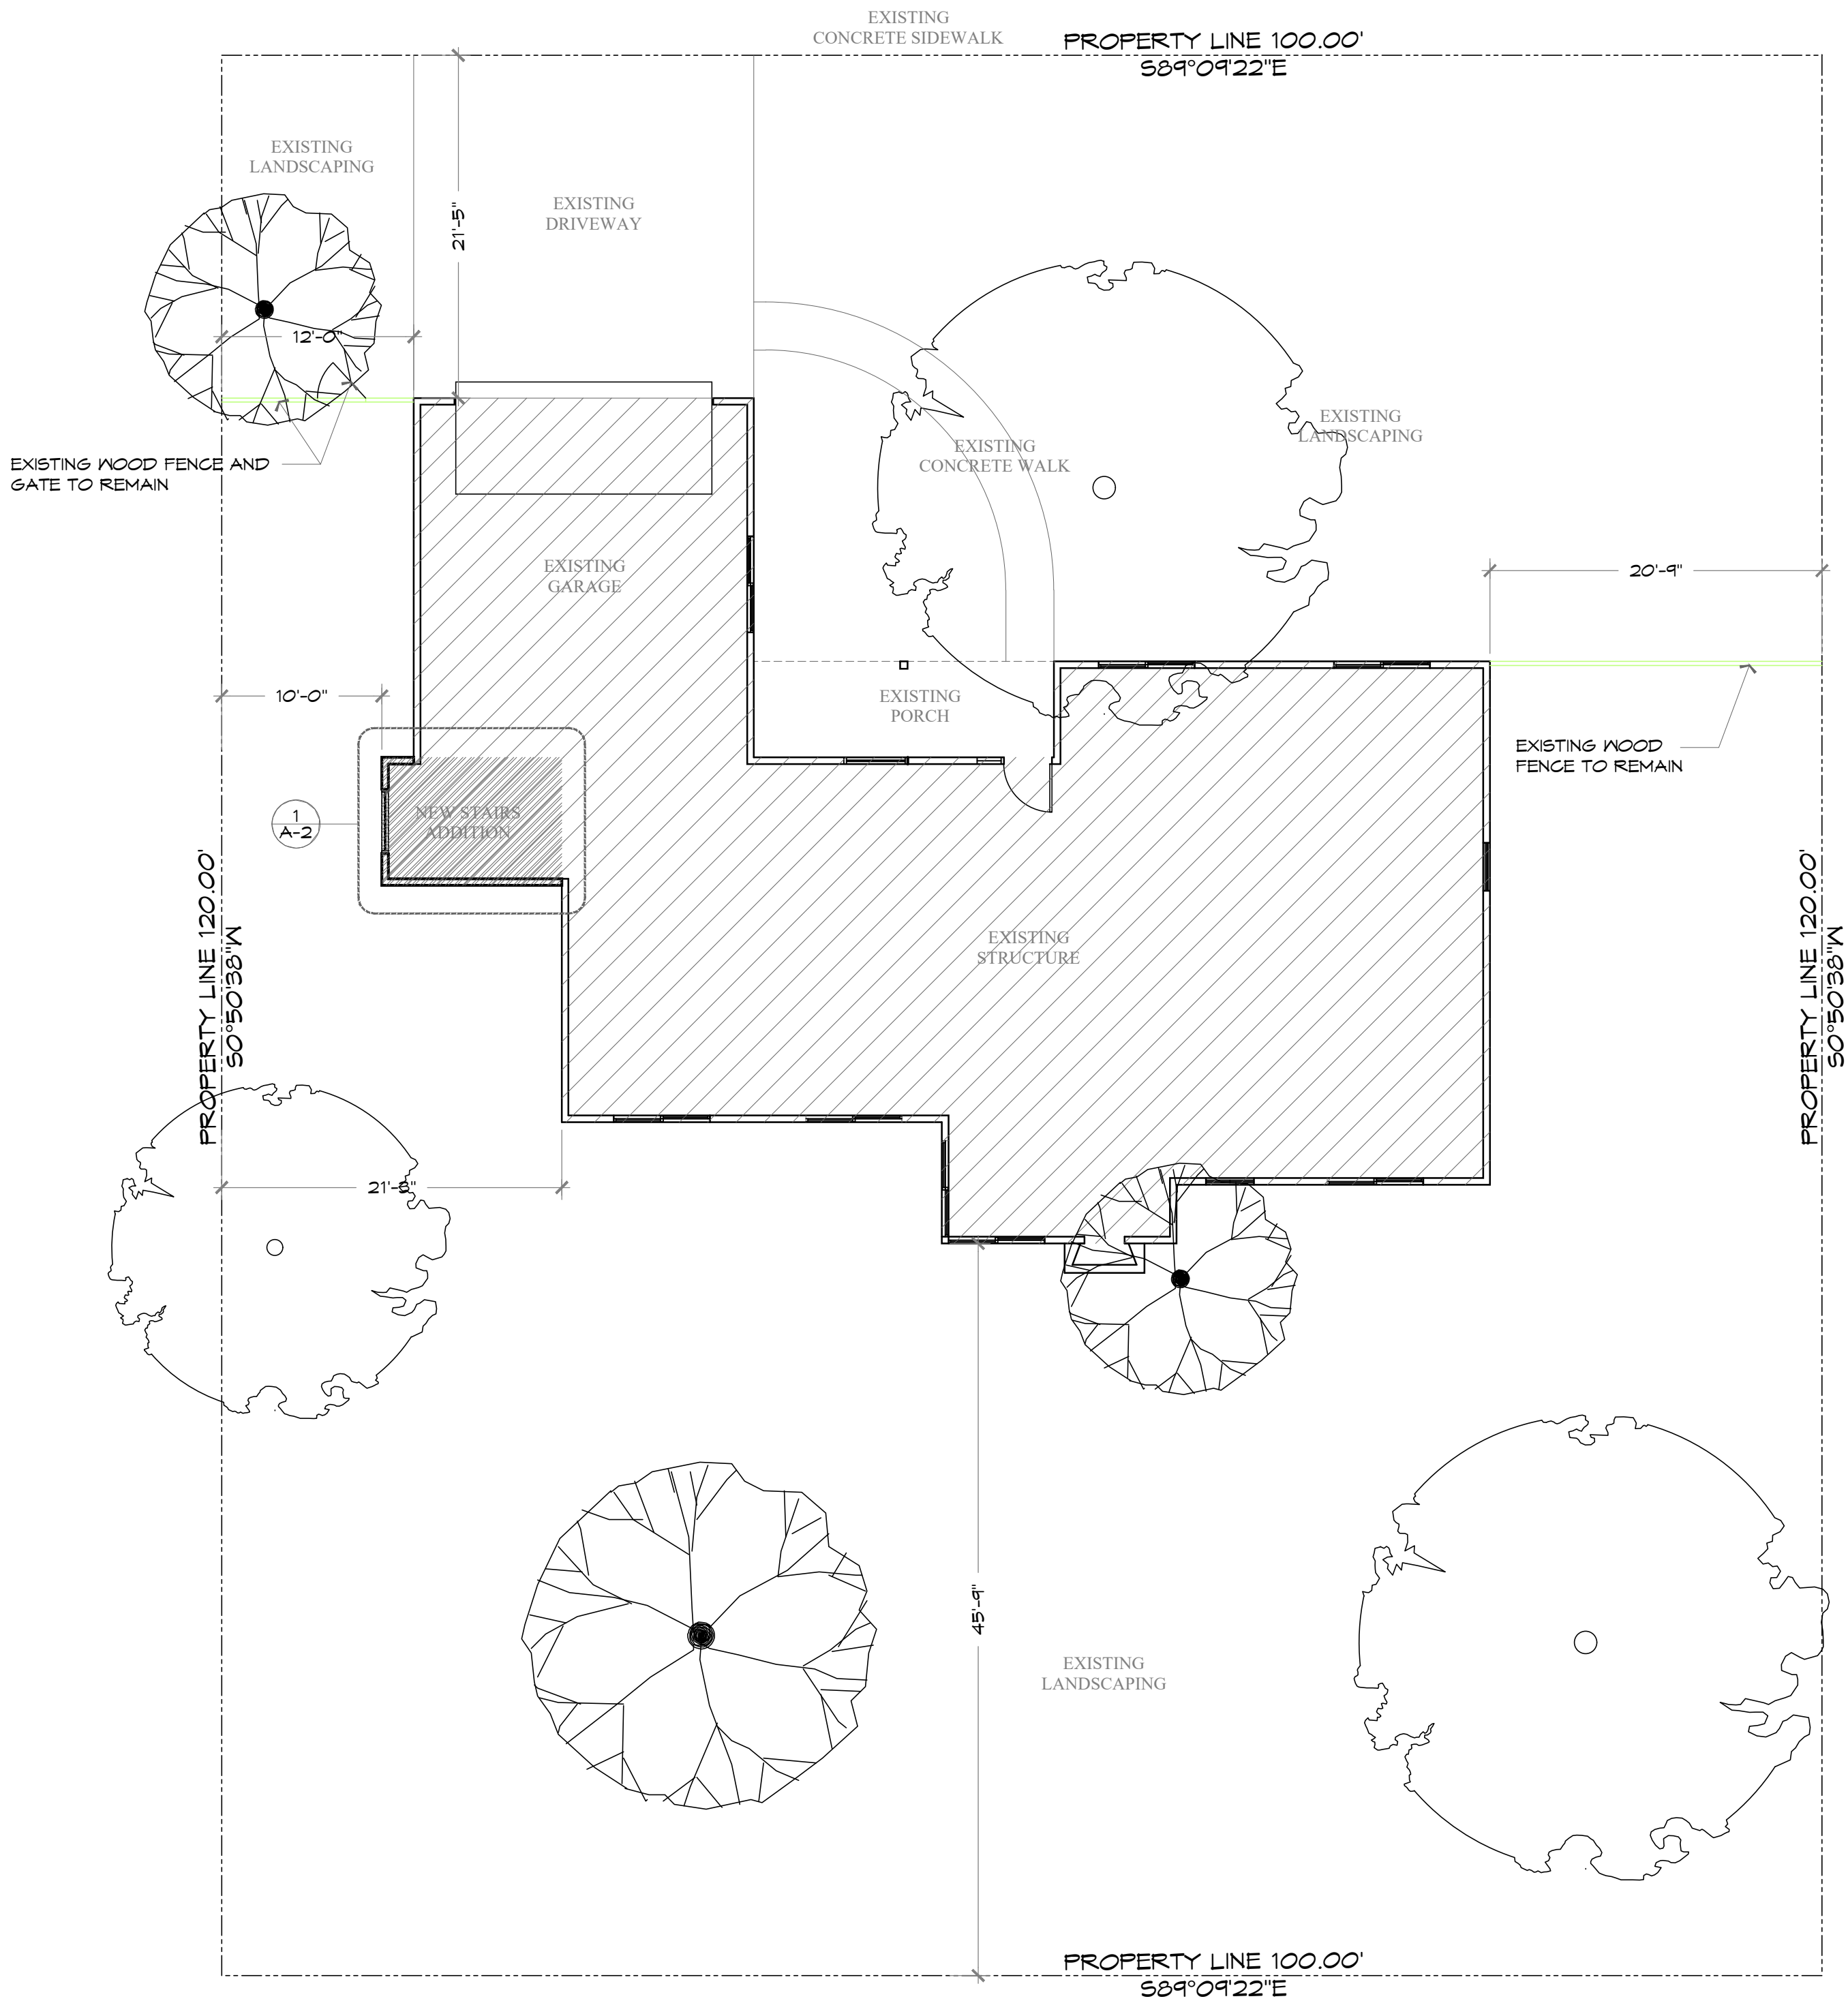 EXISTING
CONCRETE SIDEWALK
PROPERTY LINE 100.00'
S89°09'22"E
EXISTING
LANDSCAPING
EXISTING
DRIVEWAY
21'-5"
12'-0"
EXISTING
LANDSCAPING
EXISTING
CONCRETE WALK
EXISTING WOOD FENCE AND
GATE TO REMAIN
EXISTING
GARAGE
20'-9"
10'-0"
EXISTING
PORCH
EXISTING WOOD
FENCE TO REMAIN
1
A-2
NEW STAIRS
ADDITION
EXISTING
STRUCTURE
PROPERTY LINE 120.00'
S0°50'38"W
PROPERTY LINE 120.00'
S0°50'38"W
21'-3"
45'-9"
EXISTING
LANDSCAPING
PROPERTY LINE 100.00'
S89°09'22"E